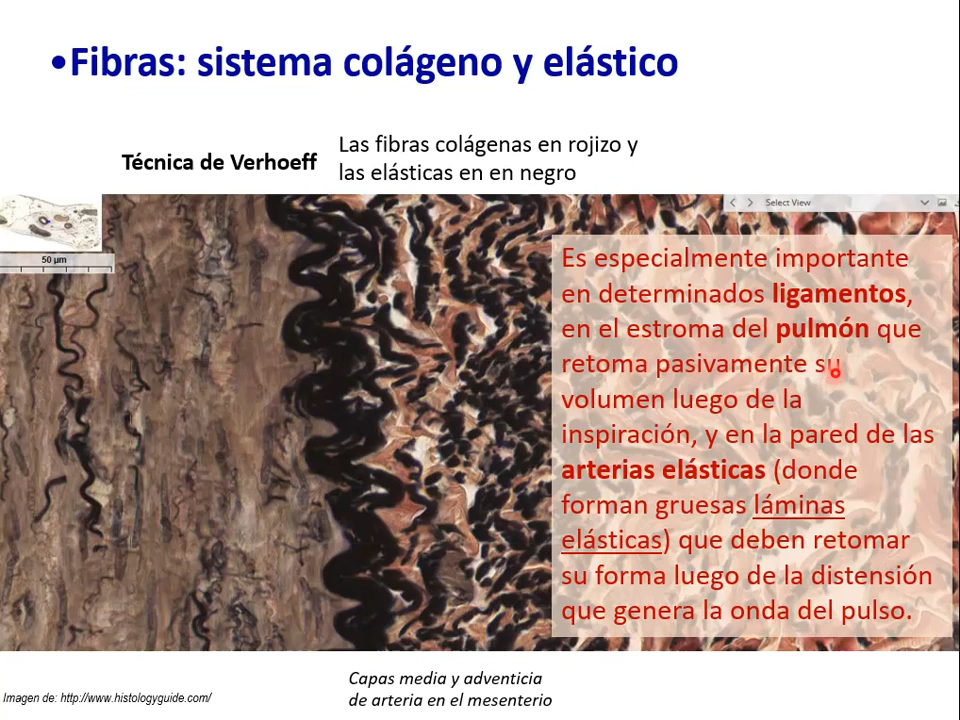 •Fibras: sistema colágeno y elástico
Técnica de Verhoeff
Las fibras colágenas en rojizo y
las elásticas en en negro
Select View
50 µm
Es especialmente importante
en determinados ligamentos,
en el estroma del pulmón que
retoma pasivamente su
volumen luego de la
inspiración, y en la pared de las
arterias elásticas (donde
forman gruesas láminas
elásticas) que deben retomar
su forma luego de la distensión
que genera la onda del pulso.
Capas media y adventicia
de arteria en el mesenterio
Imagen de: http://www.histologyguide.com/